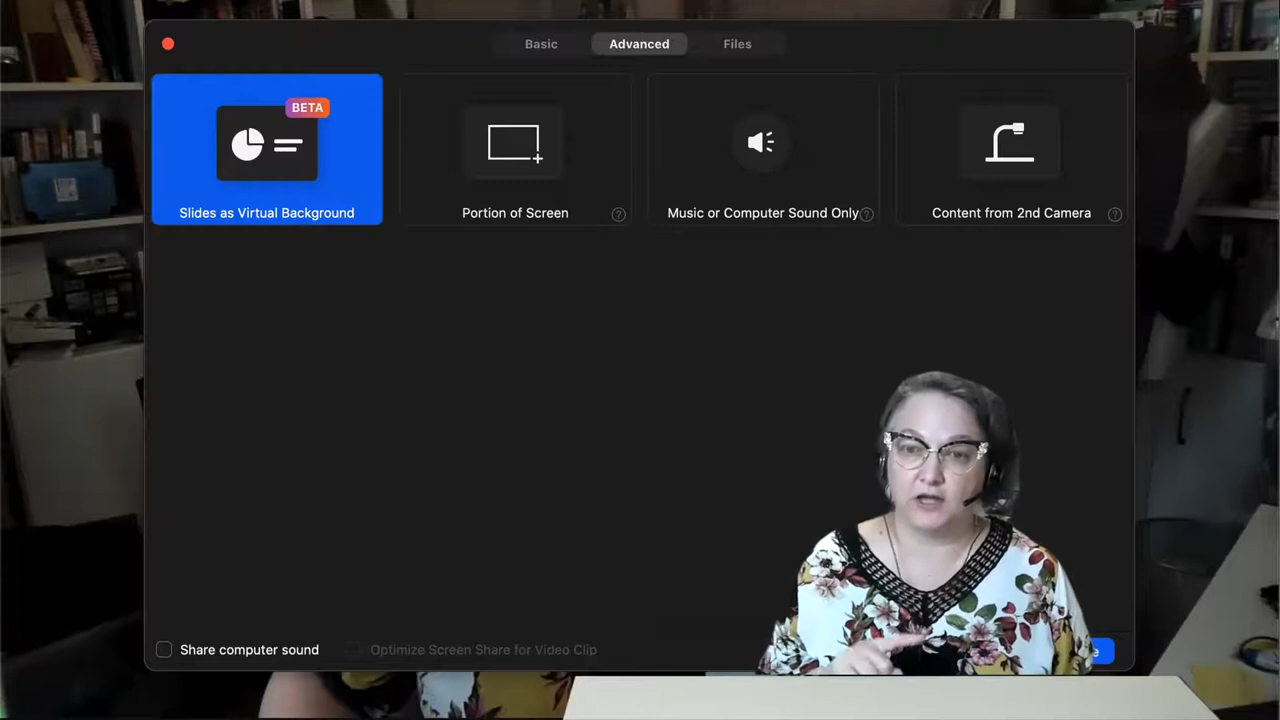 Basic
Advanced
Files
BETA
Slides as Virtual Background
Portion of Screen
?
Music or Computer Sound Only
?
Content from 2nd Camera
?
Share computer sound
Optimize Screen Share for Video Clip